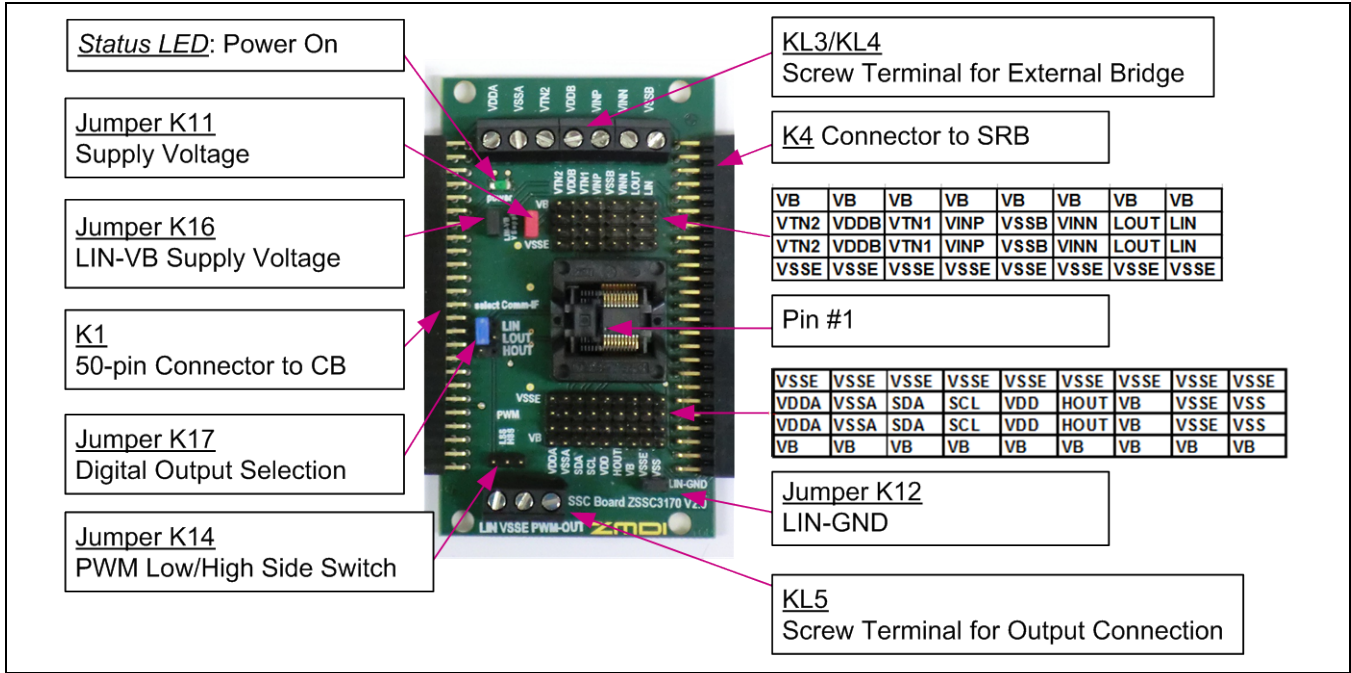 Status LED: Power On
Jumper K11
Supply Voltage
Jumper K16
LIN-VB Supply Voltage
K1
50-pin Connector to CB
Jumper K17
Digital Output Selection
Jumper K14
PWM Low/High Side Switch
VDDA VSSA VTN2 VDDB VINP VINN VSSB
VTN2 VDDB VTN1 VINP VSSB VINN LOUT LIN
VB
LIN-VB
VSSE
select Comm-IF
LIN
LOUT
HOUT
VSSE
PWM
LSS
HSS
VB
VDDA VSSA SDA SCL VDD HOUT VB VSSE VSS
LIN-GND
SSC Board ZSSC3170
LIN VSSE PWM-OUT ZMDI
KL3/KL4
Screw Terminal for External Bridge
K4 Connector to SRB
VB VB VB VB VB VB VB VB
VTN2 VDDB VTN1 VINP VSSB VINN LOUT LIN
VTN2 VDDB VTN1 VINP VSSB VINN LOUT LIN
VSSE VSSE VSSE VSSE VSSE VSSE VSSE VSSE
Pin #1
VSSE VSSE VSSE VSSE VSSE VSSE VSSE VSSE VSSE
VDDA VSSA SDA SCL VDD HOUT VB VSSE VSS
VDDA VSSA SDA SCL VDD HOUT VB VSSE VSS
VB VB VB VB VB VB VB VB VB
Jumper K12
LIN-GND
KL5
Screw Terminal for Output Connection